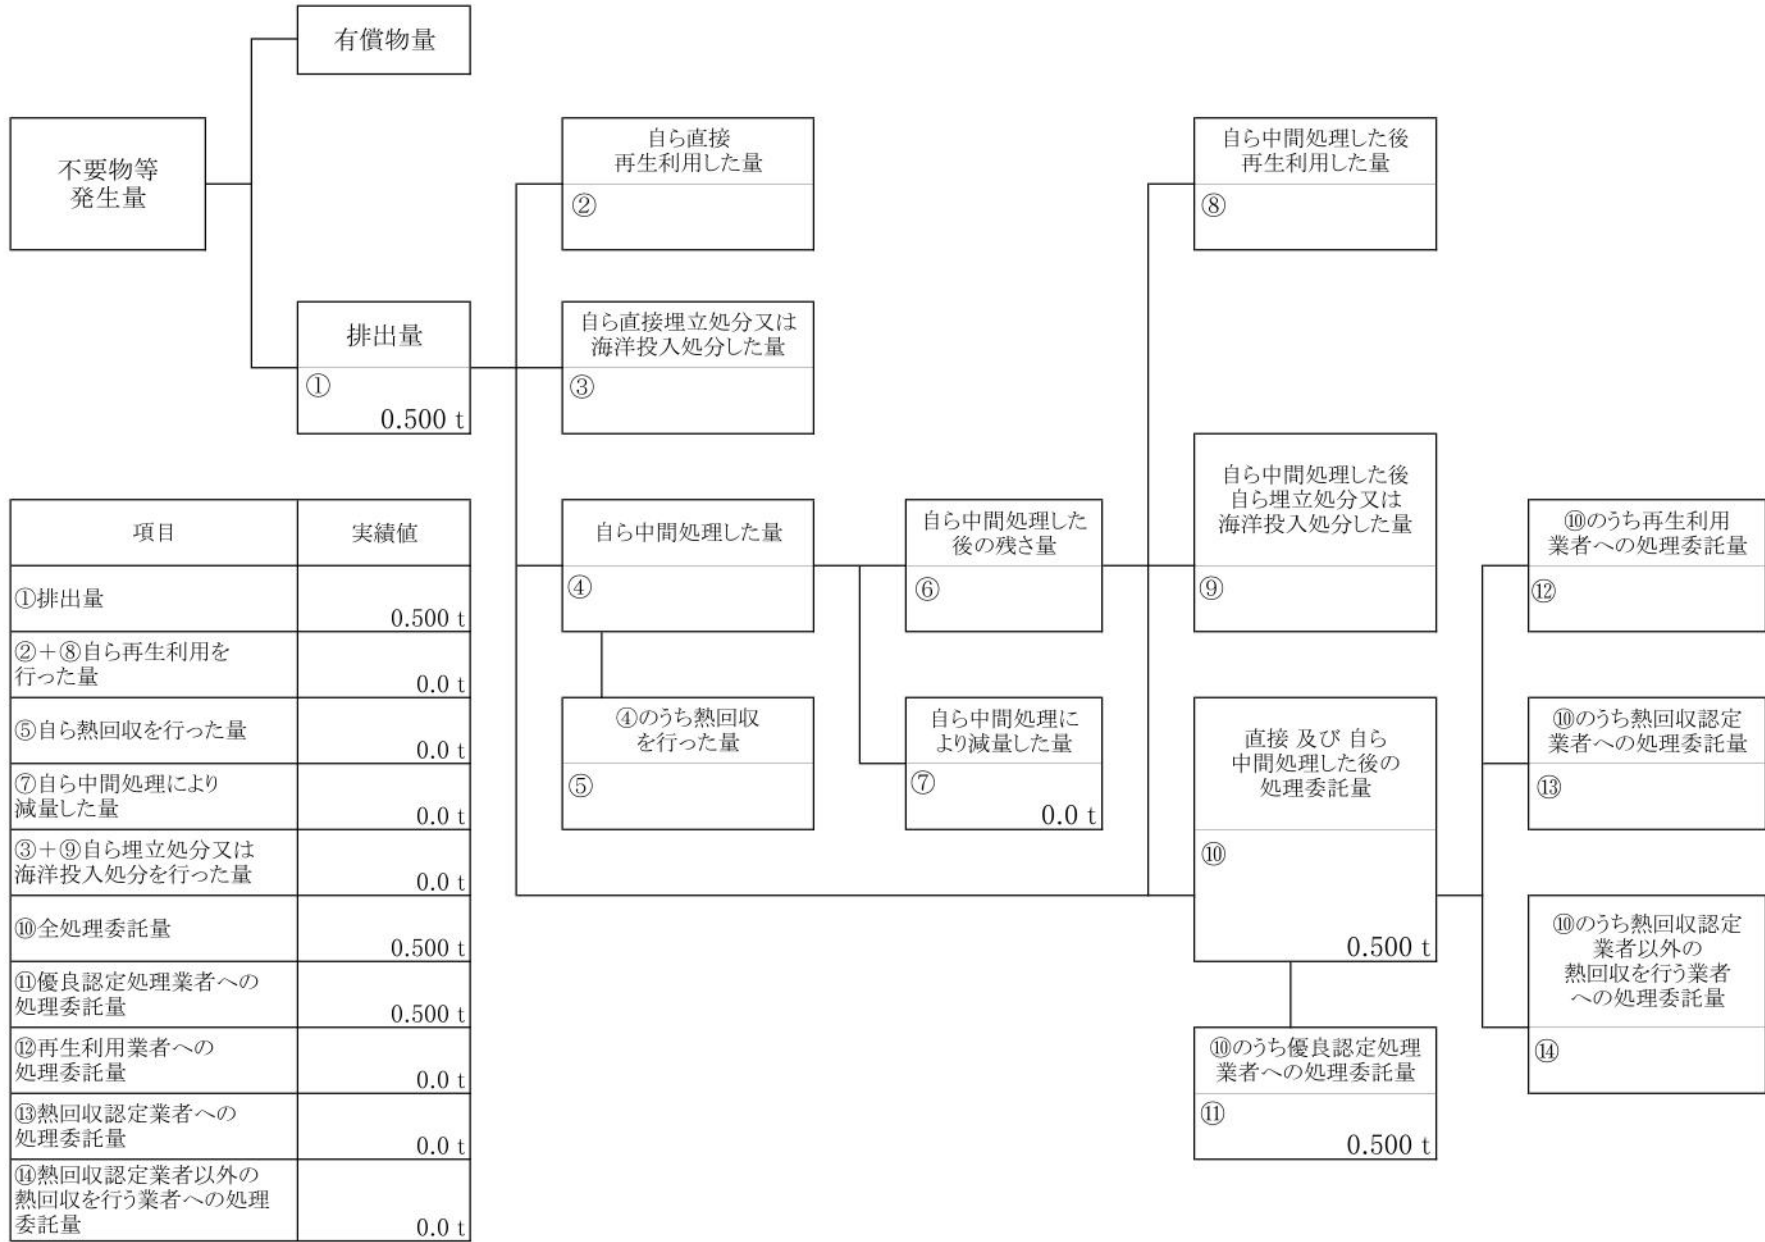 有償物量
不要物等
発生量
自ら直接
再生利用した量
②
自ら中間処理した後
再生利用した量
⑧
排出量
①
0.500 t
自ら直接埋立処分又は
海洋投入処分した量
③
自ら中間処理した量
④
自ら中間処理した
後の残さ量
⑥
自ら中間処理した後
自ら埋立処分又は
海洋投入処分した量
⑨
⑩のうち再生利用
業者への処理委託量
⑫
④のうち熱回収
を行った量
⑤
自ら中間処理に
より減量した量
⑦
0.0 t
直接 及び 自ら
中間処理した後の
処理委託量
⑩
0.500 t
⑩のうち熱回収認定
業者への処理委託量
⑬
⑩のうち熱回収認定
業者以外の
熱回収を行う業者
への処理委託量
⑭
⑩のうち優良認定処理
業者への処理委託量
⑪
0.500 t
項目 実績値
①排出量
0.500 t
②+⑧自ら再生利用を
行った量
0.0 t
⑤自ら熱回収を行った量
0.0 t
⑦自ら中間処理により
減量した量
0.0 t
③+⑨自ら埋立処分又は
海洋投入処分を行った量
0.0 t
⑩全処理委託量
0.500 t
⑪優良認定処理業者への
処理委託量
0.500 t
⑫再生利用業者への
処理委託量
0.0 t
⑬熱回収認定業者への
処理委託量
0.0 t
⑭熱回収認定業者以外の
熱回収を行う業者への処理
委託量
0.0 t